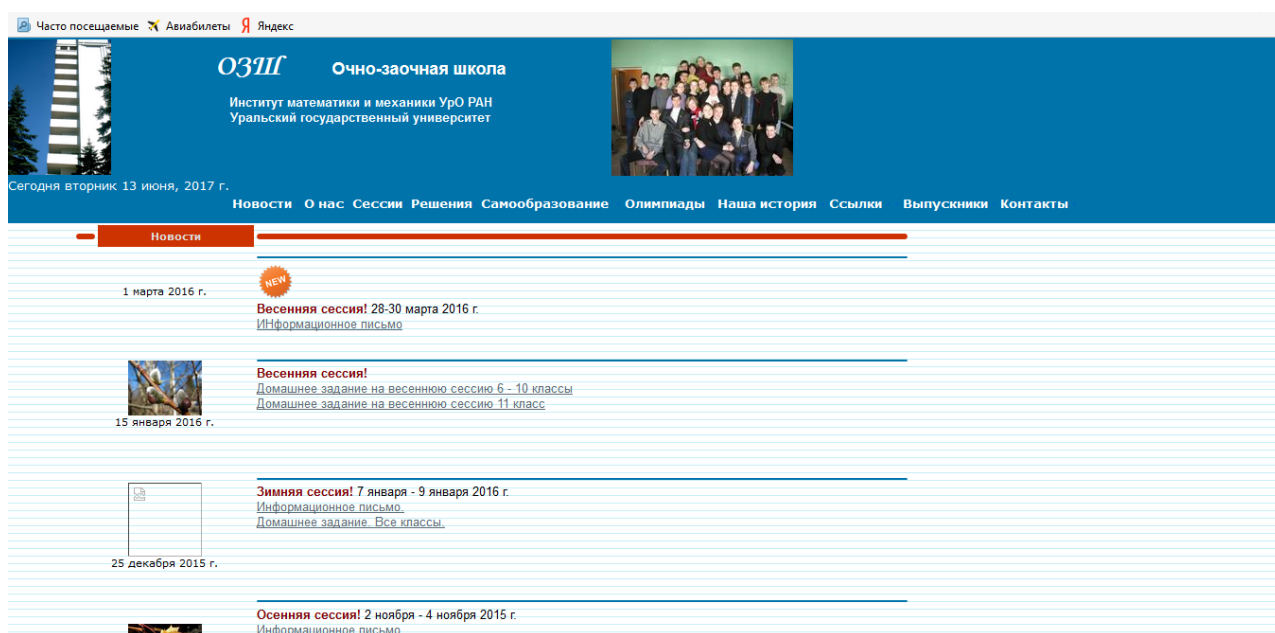 Часто посещаемые Авиабилеты Яндекс
ОЗШ Очно-заочная школа
Институт математики и механики УрО РАН
Уральский государственный университет
Сегодня вторник 13 июня, 2017 г.
Новости О нас Сессии Решения Самообразование Олимпиады Наша история Ссылки Выпускники Контакты
Новости
NEW
1 марта 2016 г.
Весенняя сессия! 28-30 марта 2016 г.
ИНформационное письмо
Весенняя сессия!
Домашнее задание на весеннюю сессию 6 - 10 классы
Домашнее задание на весеннюю сессию 11 класс
15 января 2016 г.
Зимняя сессия! 7 января - 9 января 2016 г.
Информационное письмо.
Домашнее задание. Все классы.
25 декабря 2015 г.
Осенняя сессия! 2 ноября - 4 ноября 2015 г.
Информационное письмо